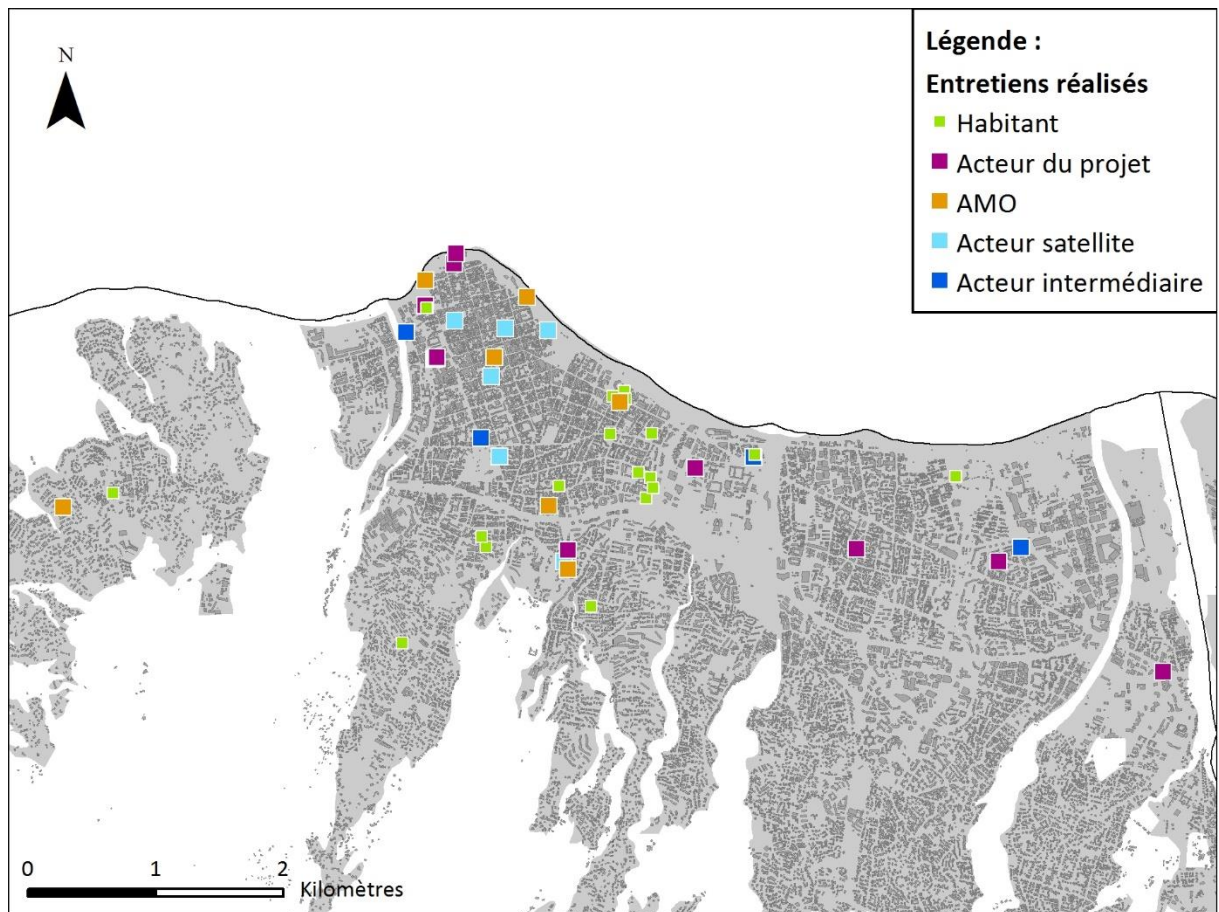 Légende :
Entretiens réalisés
Habitant
Acteur du projet
AMO
Acteur satellite
Acteur intermédiaire
N
0 1 2
Kilomètres